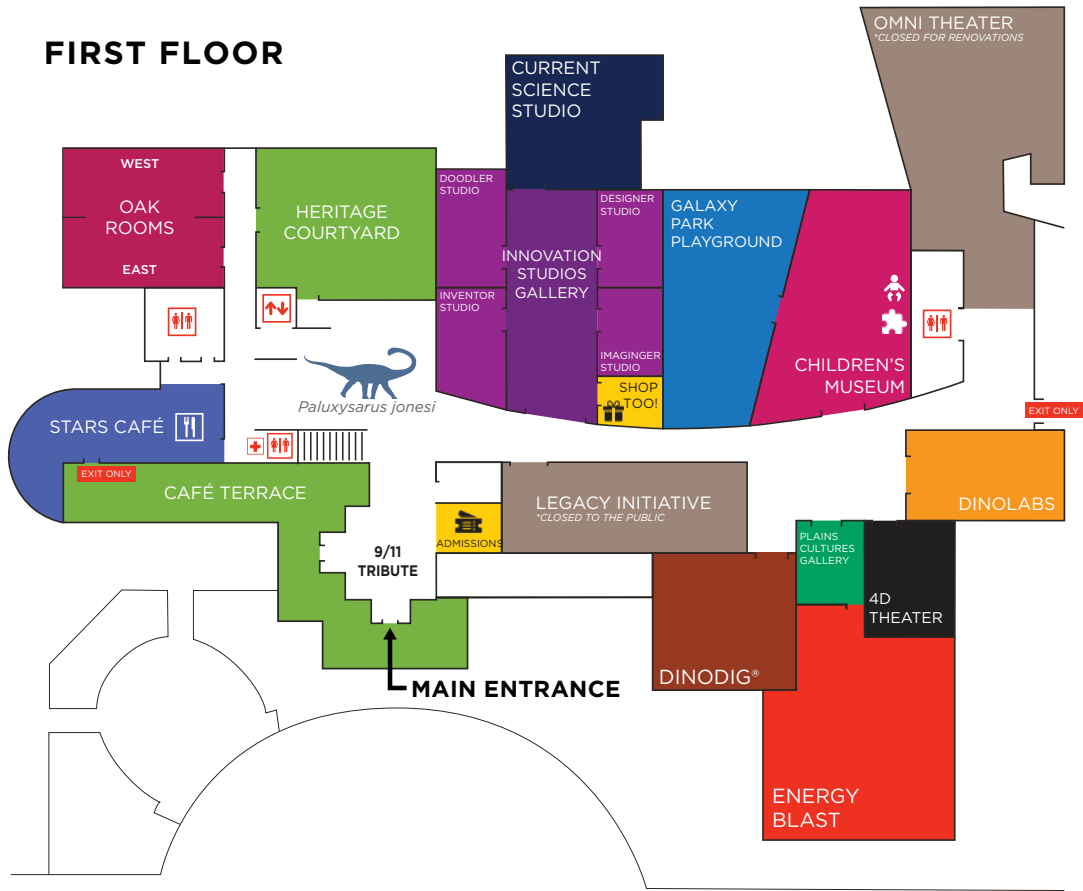 FIRST FLOOR
OMNI THEATER
*CLOSED FOR RENOVATIONS
CURRENT
SCIENCE
STUDIO
WEST
OAK
ROOMS
EAST
HERITAGE
COURTYARD
DOODLER
STUDIO
INVENTOR
STUDIO
INNOVATION
STUDIOS
GALLERY
DESIGNER
STUDIO
IMAGINGER
STUDIO
SHOP
TOO!
GALAXY
PARK
PLAYGROUND
CHILDREN'S
MUSEUM
Paluxysarus jonesi
STARS CAFÉ
EXIT ONLY
CAFÉ TERRACE
EXIT ONLY
LEGACY INITIATIVE
*CLOSED TO THE PUBLIC
DINOLABS
ADMISSIONS
9/11
TRIBUTE
PLAINS
CULTURES
GALLERY
4D
THEATER
DINODIG®
MAIN ENTRANCE
ENERGY
BLAST